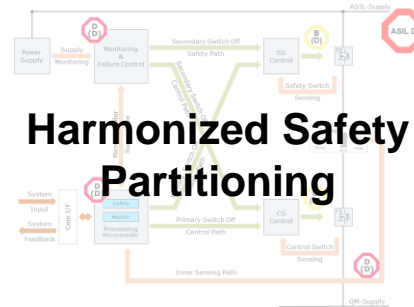 ASIL-Supply
D
(D)
Secondary Switch Off
Safety Path
B
(D)
ASIL D
Power
Supply
Supply
Monitoring
Monitoring
&
Failure Control
SS
Control
Safety Switch
Sensing
Harmonized Safety
Partitioning
System
Input
System
Feedback
Com I/F
Safety
Mission
Processing
Microcontroller
Primary Switch Off
Control Path
CS
Control
Control Switch
Sensing
D
(D)
Inner Sensing Path
QM-Supply